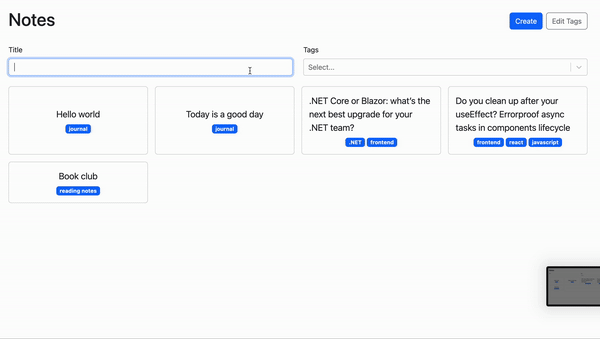 Notes
Create
Edit Tags
Title
Tags
Select...
Hello world
journal
Today is a good day
journal
.NET Core or Blazor: what's the
next best upgrade for your
.NET team?
.NET frontend
Do you clean up after your
useEffect? Errorproof async
tasks in components lifecycle
frontend react javascript
Book club
reading notes